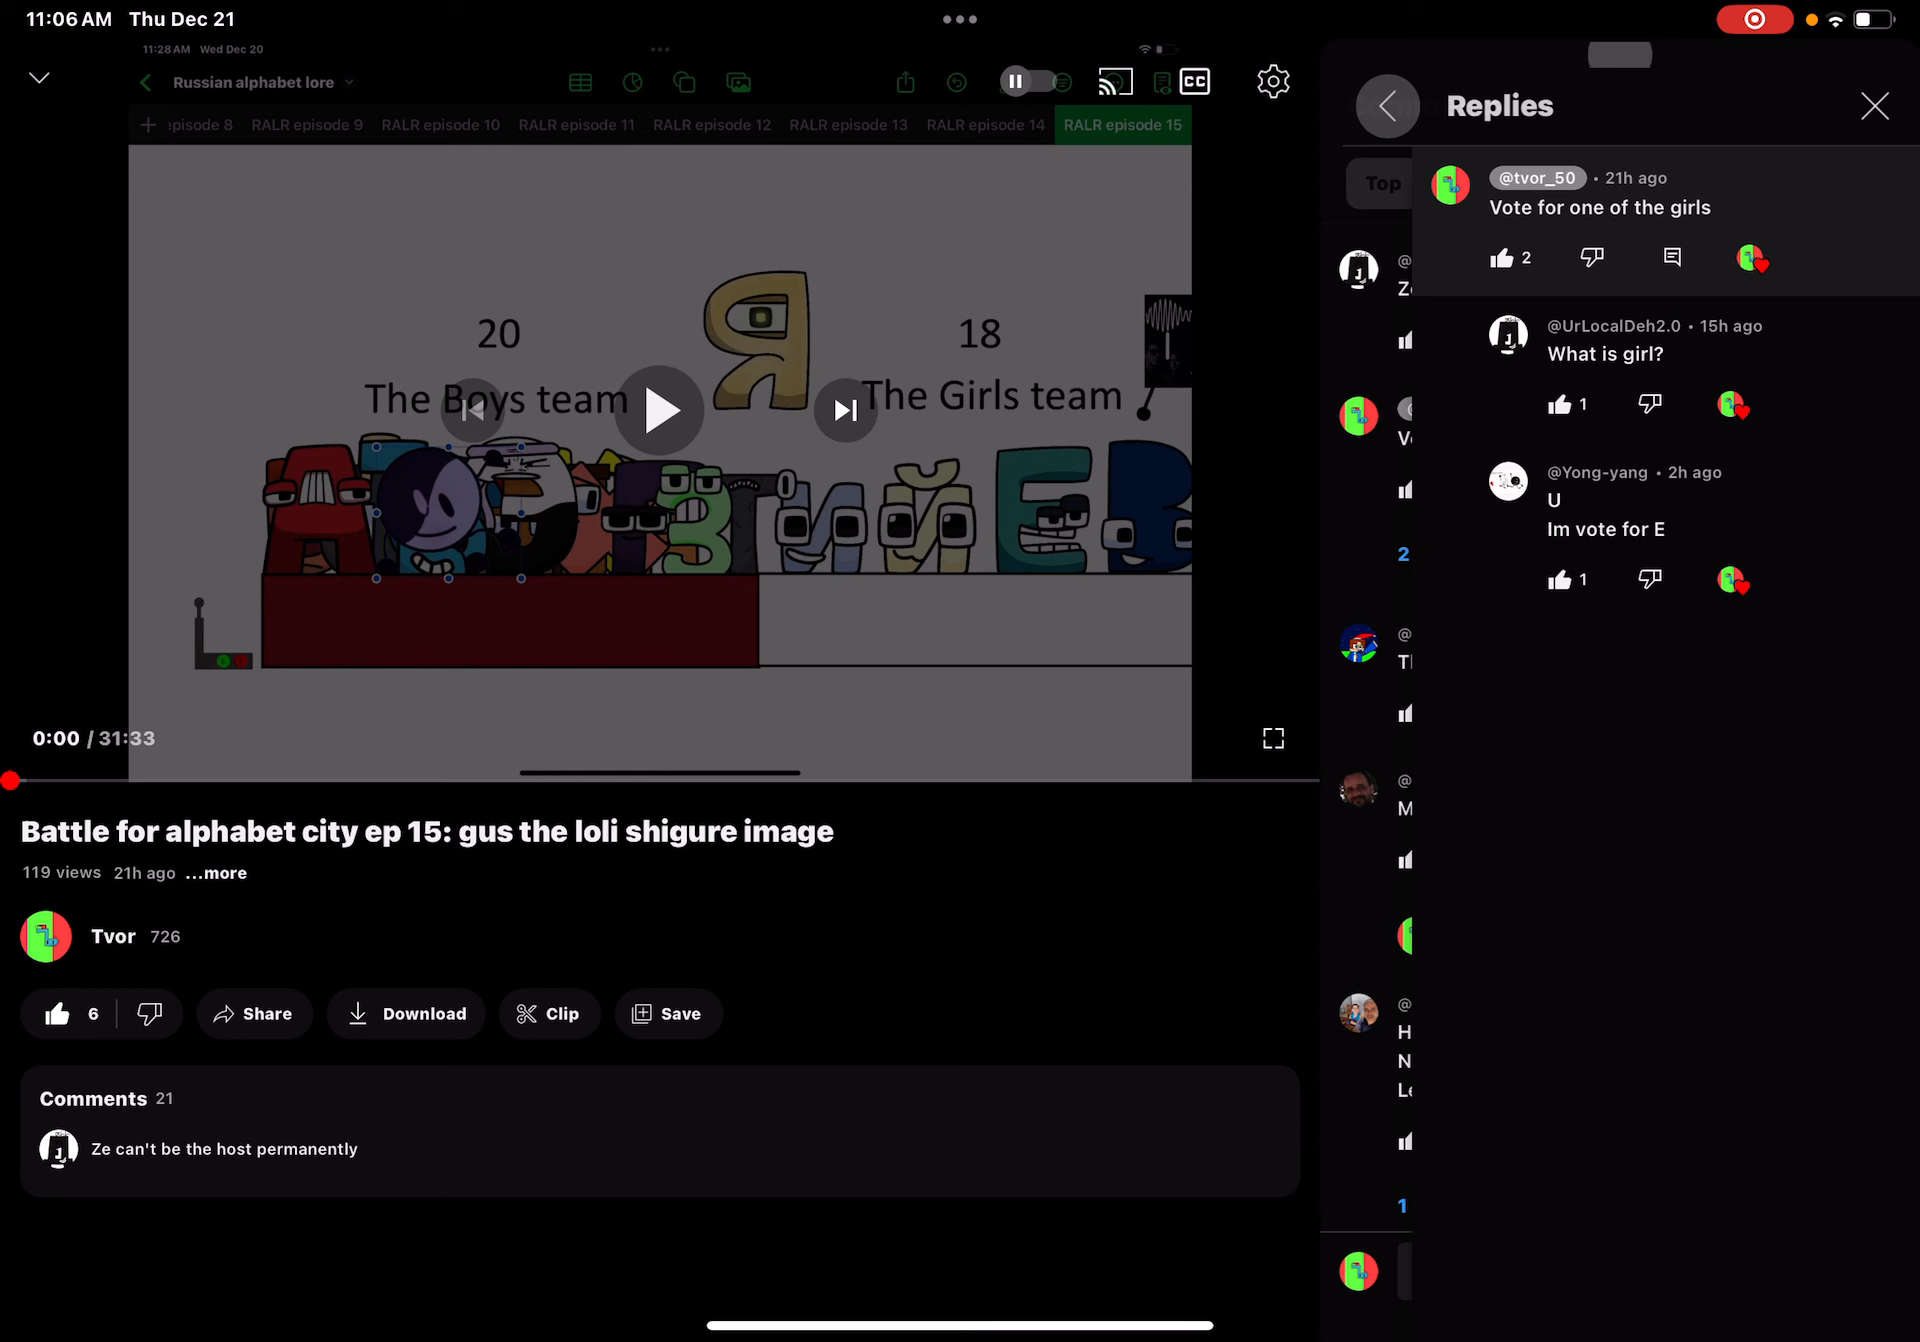 11:06 AM Thu Dec 21
11:28 AM Wed Dec 20
Russian alphabet lore
CC
episode 8 RALR episode 9 RALR episode 10 RALR episode 11 RALR episode 12 RALR episode 13 RALR episode 14 RALR episode 15
20
Я
18
The Boys team
The Girls team
А
З
И
Й
Е
В
0:00 / 31:33
Battle for alphabet city ep 15: gus the loli shigure image
119 views 21h ago ...more
Tvor 726
6
Share
Download
Clip
Save
Comments 21
Ze can't be the host permanently
Replies
Top
@tvor_50 • 21h ago
Vote for one of the girls
2
@UrLocalDeh2.0 • 15h ago
What is girl?
1
@Yong-yang • 2h ago
U
Im vote for E
1
@
Ze
Vo
2
@
Th
@
M
@
H
N
Le
1